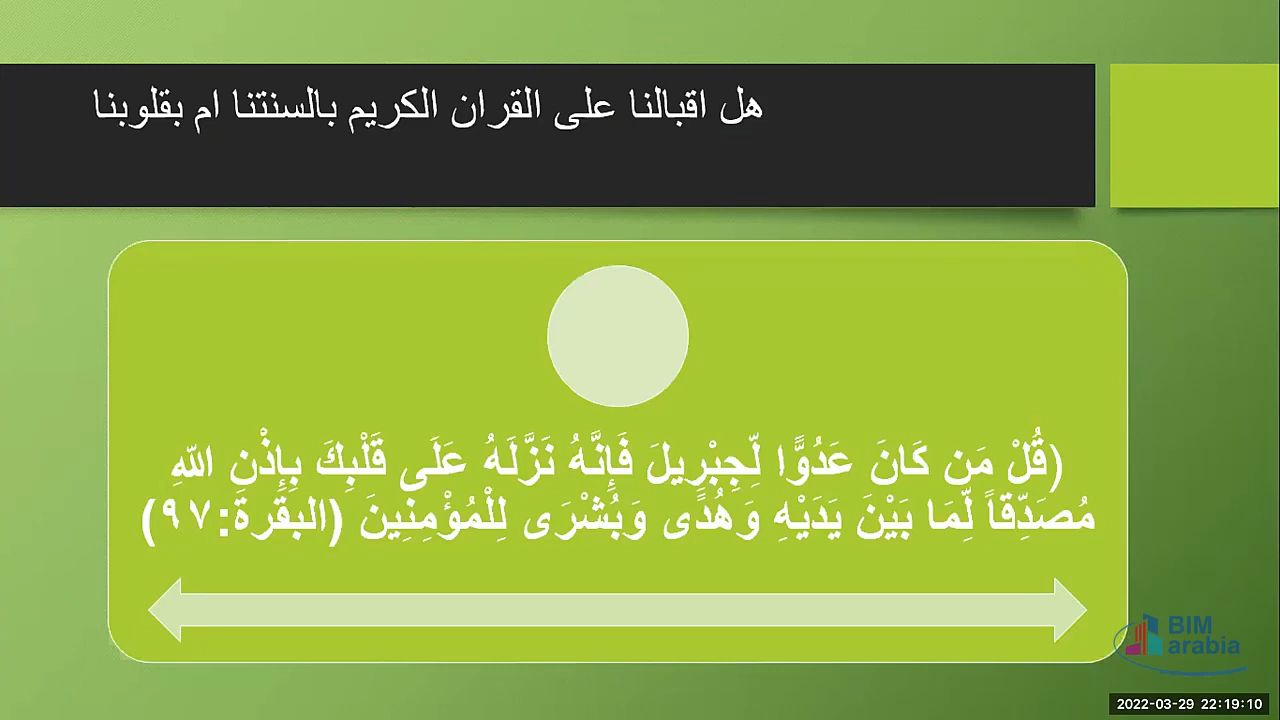 هل اقبالنا على القران الكريم بالسنتنا ام بقلوبنا
(قُلْ مَن كَانَ عَدُوًّا لِّجِبْرِيلَ فَإِنَّهُ نَزَّلَهُ عَلَى قَلْبِكَ بِإِذْنِ اللّهِ
مُصَدِّقاً لِّمَا بَيْنَ يَدَيْهِ وَهُدًى وَبُشْرَى لِلْمُؤْمِنِينَ (البقرة:٩٧)
BIM
arabia
2022-03-29 22:19:10